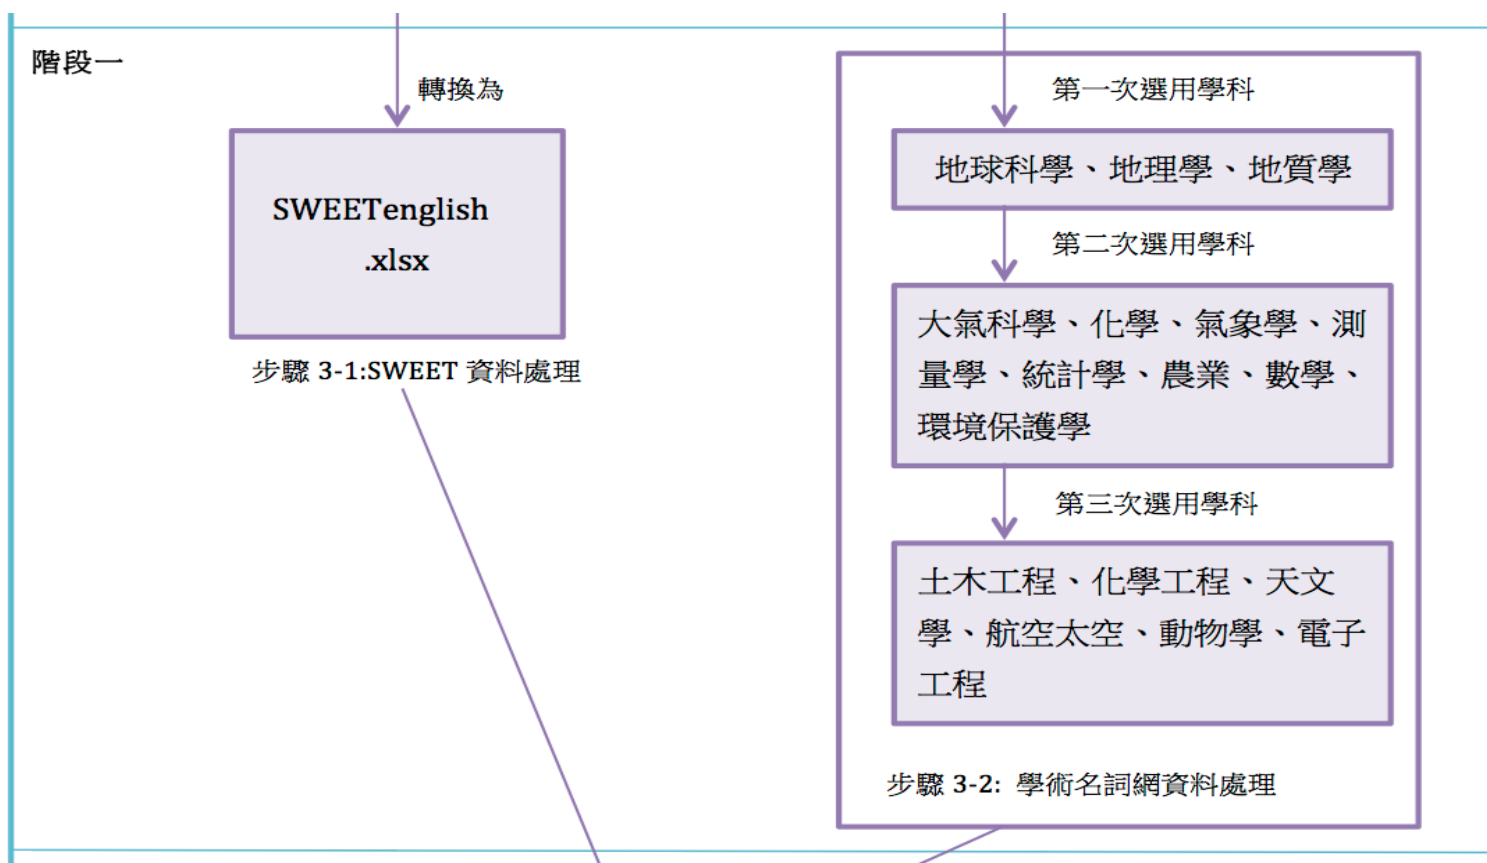 階段一
轉換為
SWEETenglish
.xlsx
步驟 3-1:SWEET 資料處理
第一次選用學科
地球科學、地理學、地質學
第二次選用學科
大氣科學、化學、氣象學、測
量學、統計學、農業、數學、
環境保護學
第三次選用學科
土木工程、化學工程、天文
學、航空太空、動物學、電子
工程
步驟 3-2: 學術名詞網資料處理